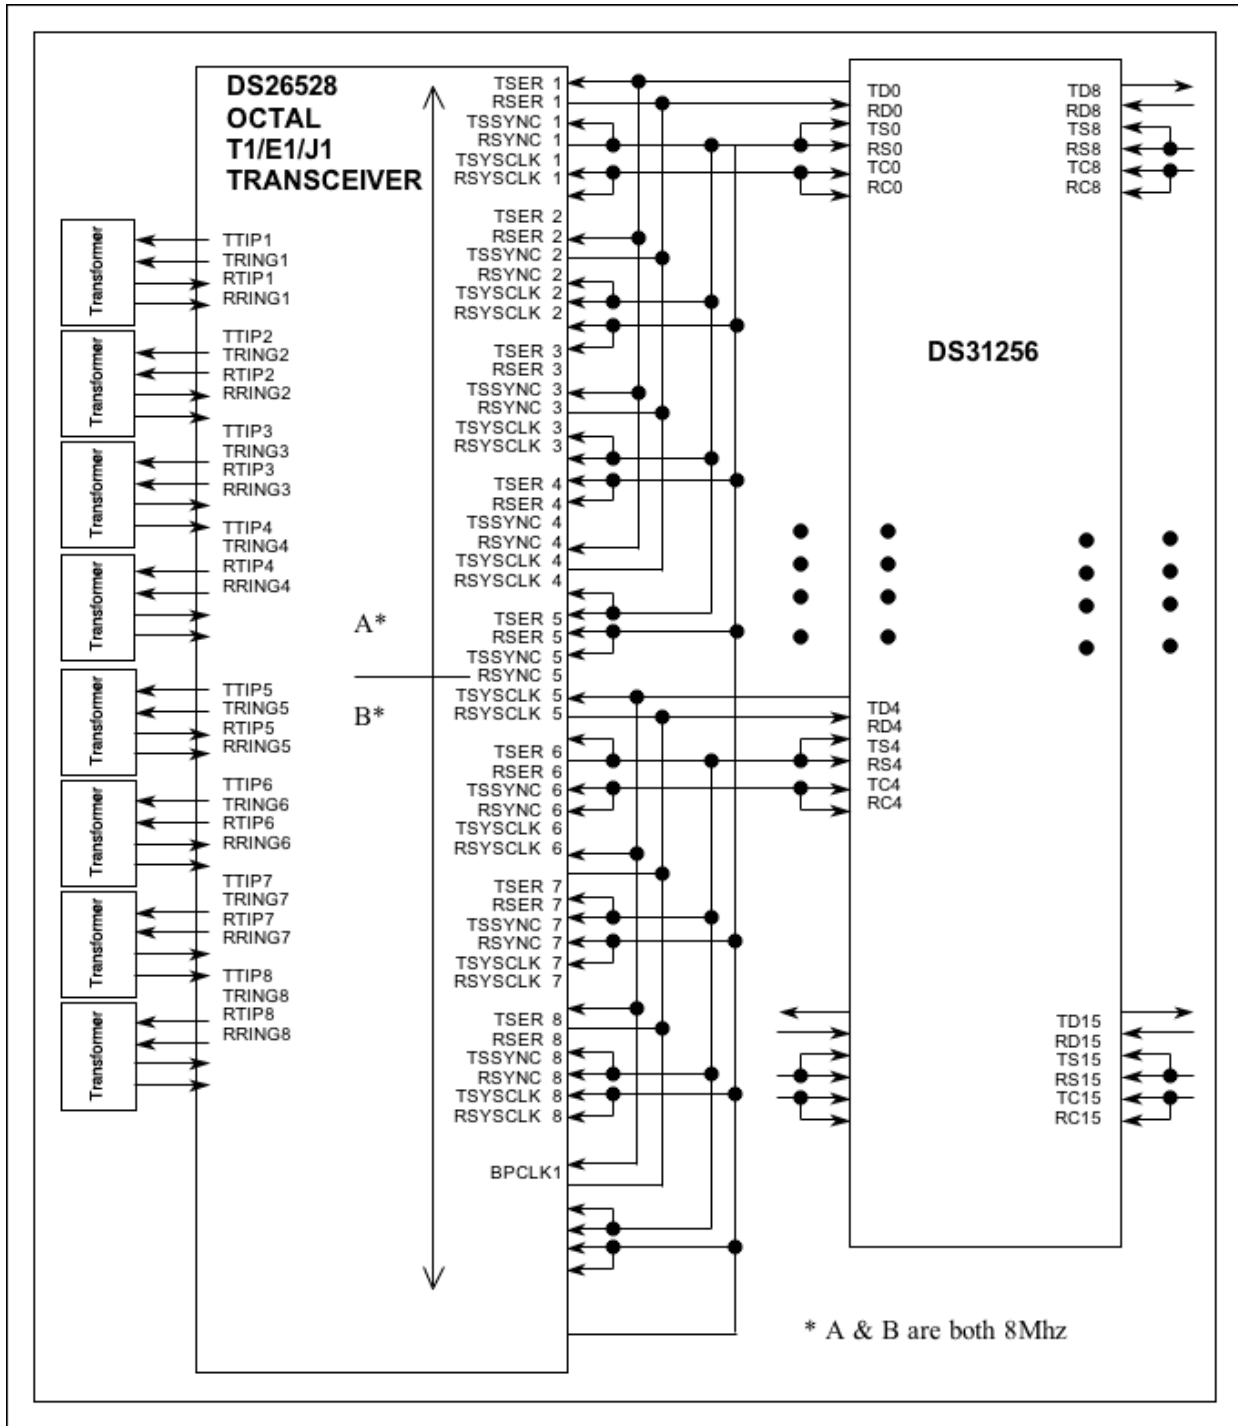 DS26528
OCTAL
T1/E1/J1
TRANSCEIVER
Transformer
TTIP1
TRING1
RTIP1
RRING1
Transformer
TTIP2
TRING2
RTIP2
RRING2
Transformer
TTIP3
TRING3
RTIP3
RRING3
Transformer
TTIP4
TRING4
RTIP4
RRING4
Transformer
TTIP5
TRING5
RTIP5
RRING5
Transformer
TTIP6
TRING6
RTIP6
RRING6
Transformer
TTIP7
TRING7
RTIP7
RRING7
Transformer
TTIP8
TRING8
RTIP8
RRING8
A*
B*
TSER 1
RSER 1
TSSYNC 1
RSYNC 1
TSYSCLK 1
RSYSCLK 1
TSER 2
RSER 2
TSSYNC 2
RSYNC 2
TSYSCLK 2
RSYSCLK 2
TSER 3
RSER 3
TSSYNC 3
RSYNC 3
TSYSCLK 3
RSYSCLK 3
TSER 4
RSER 4
TSSYNC 4
RSYNC 4
TSYSCLK 4
RSYSCLK 4
TSER 5
RSER 5
TSSYNC 5
RSYNC 5
TSYSCLK 5
RSYSCLK 5
TSER 6
RSER 6
TSSYNC 6
RSYNC 6
TSYSCLK 6
RSYSCLK 6
TSER 7
RSER 7
TSSYNC 7
RSYNC 7
TSYSCLK 7
RSYSCLK 7
TSER 8
RSER 8
TSSYNC 8
RSYNC 8
TSYSCLK 8
RSYSCLK 8
BPCLK1
TD0
RD0
TS0
RS0
TC0
RC0
TD8
RD8
TS8
RS8
TC8
RC8
DS31256
TD4
RD4
TS4
RS4
TC4
RC4
TD15
RD15
TS15
RS15
TC15
RC15
* A & B are both 8Mhz